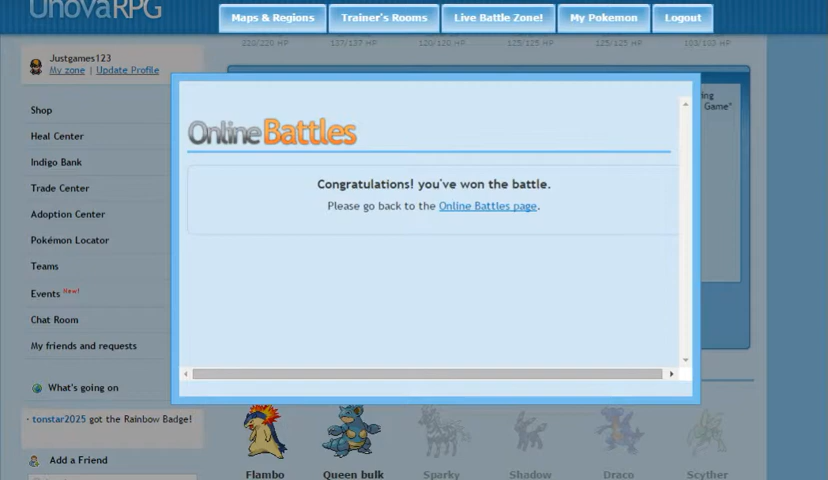 UnovaRPG
Maps & Regions
Trainer's Rooms
Live Battle Zone!
My Pokemon
Logout
220/220 HP
137/137 HP
120/120 HP
125/125 HP
125/125 HP
103/103 HP
Justgames123
My zone | Update Profile
Shop
Heal Center
Indigo Bank
Trade Center
Adoption Center
Pokémon Locator
Teams
Events New!
Chat Room
My friends and requests
What's going on
- tonstar2025 got the Rainbow Badge!
Add a Friend
Online Battles
Congratulations! you've won the battle.
Please go back to the Online Battles page.
Game"
Flambo
Queen bulk
Sparky
Shadow
Draco
Scyther